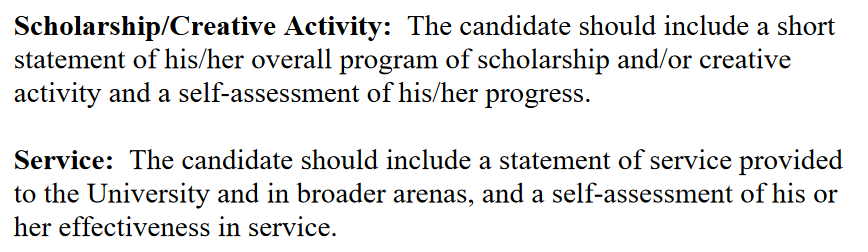 Scholarship/Creative Activity:  The candidate should include a short
statement of his/her overall program of scholarship and/or creative
activity and a self-assessment of his/her progress.
Service:  The candidate should include a statement of service provided
to the University and in broader arenas, and a self-assessment of his or
her effectiveness in service.